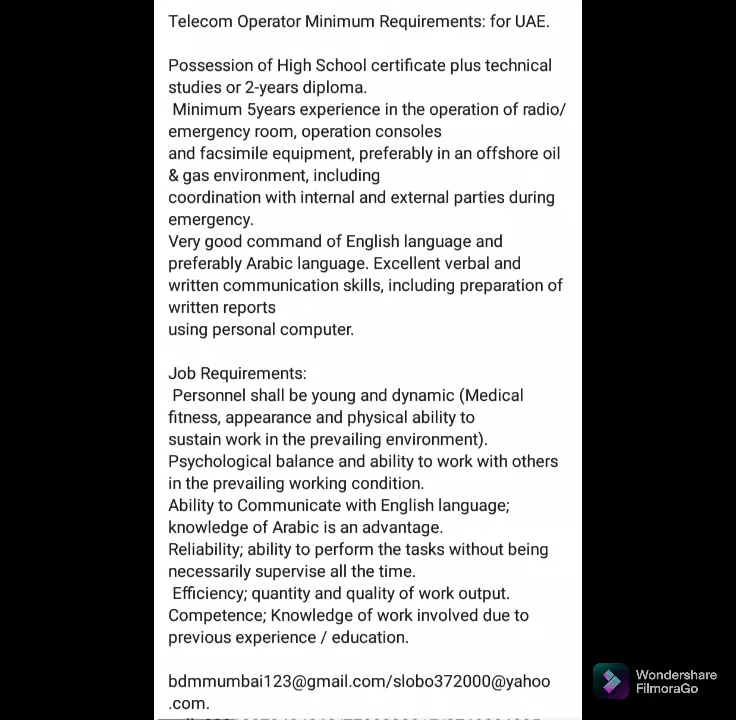 Telecom Operator Minimum Requirements: for UAE.
Possession of High School certificate plus technical
studies or 2-years diploma.
Minimum 5years experience in the operation of radio/
emergency room, operation consoles
and facsimile equipment, preferably in an offshore oil
& gas environment, including
coordination with internal and external parties during
emergency.
Very good command of English language and
preferably Arabic language. Excellent verbal and
written communication skills, including preparation of
written reports
using personal computer.
Job Requirements:
Personnel shall be young and dynamic (Medical
fitness, appearance and physical ability to
sustain work in the prevailing environment).
Psychological balance and ability to work with others
in the prevailing working condition.
Ability to Communicate with English language;
knowledge of Arabic is an advantage.
Reliability; ability to perform the tasks without being
necessarily supervise all the time.
Efficiency; quantity and quality of work output.
Competence; Knowledge of work involved due to
previous experience / education.
bdmmumbai123@gmail.com/slobo372000@yahoo
.com.
Wondershare
FilmoraGo